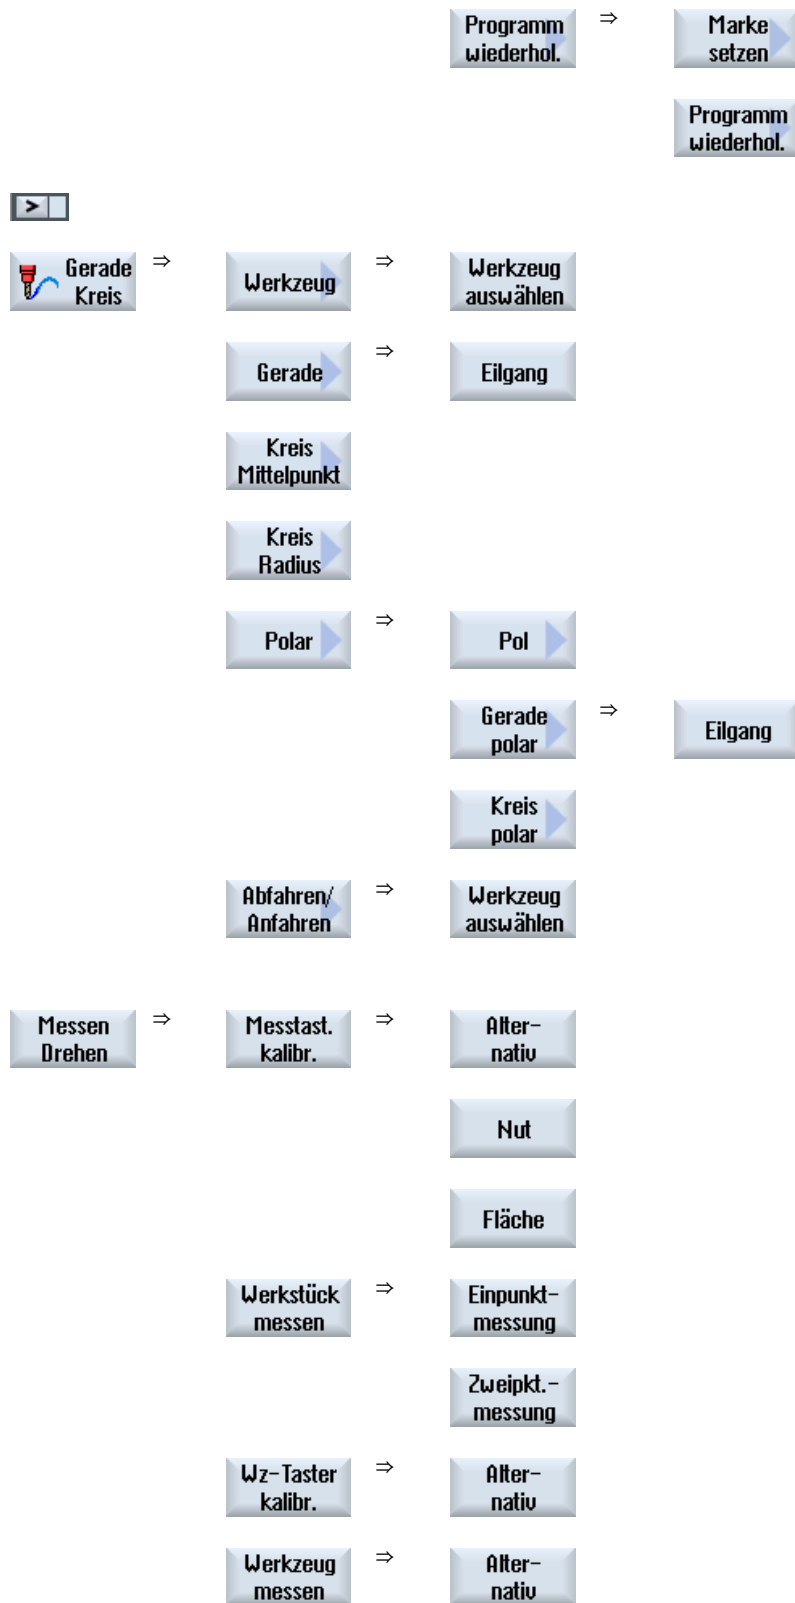 Programm
wiederhol.
⇒
Marke
setzen
Programm
wiederhol.
>
Gerade
Kreis
⇒
Werkzeug
⇒
Werkzeug
auswählen
Gerade
⇒
Eilgang
Kreis
Mittelpunkt
Kreis
Radius
Polar
⇒
Pol
Gerade
polar
⇒
Eilgang
Kreis
polar
Abfahren/
Anfahren
⇒
Werkzeug
auswählen
Messen
Drehen
⇒
Messtast.
kalibr.
⇒
Alter-
nativ
Nut
Fläche
Werkstück
messen
⇒
Einpunkt-
messung
Zweipkt.-
messung
Wz-Taster
kalibr.
⇒
Alter-
nativ
Werkzeug
messen
⇒
Alter-
nativ